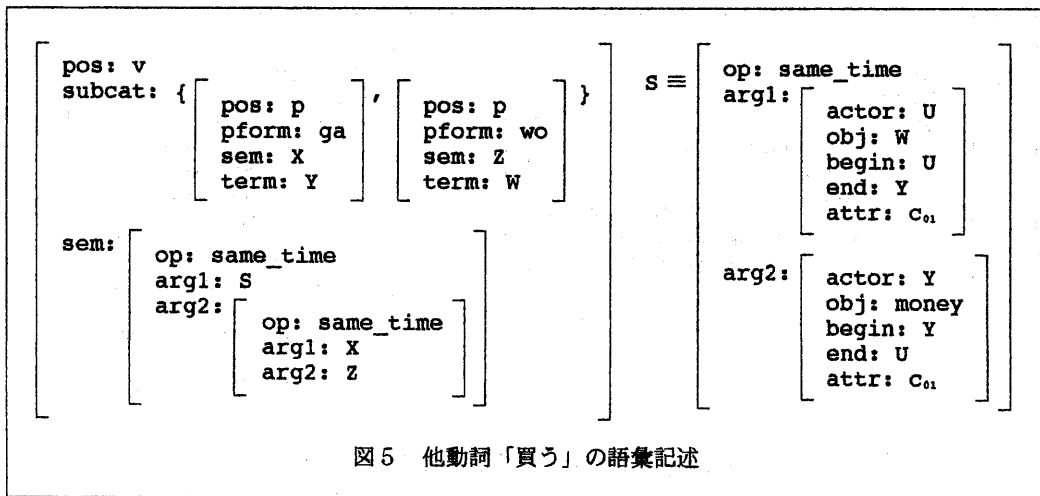 pos: v
subcat: { [ pos: p
pform: ga
sem: X
term: Y ] , [ pos: p
pform: wo
sem: Z
term: W ] }
sem: [ op: same_time
arg1: S
arg2: [ op: same_time
arg1: X
arg2: Z ] ]
S ≡ [ op: same_time
arg1: [ actor: U
obj: W
begin: U
end: Y
attr: C₀₁ ]
arg2: [ actor: Y
obj: money
begin: Y
end: U
attr: C₀₁ ] ]
図5 他動詞「買う」の語彙記述